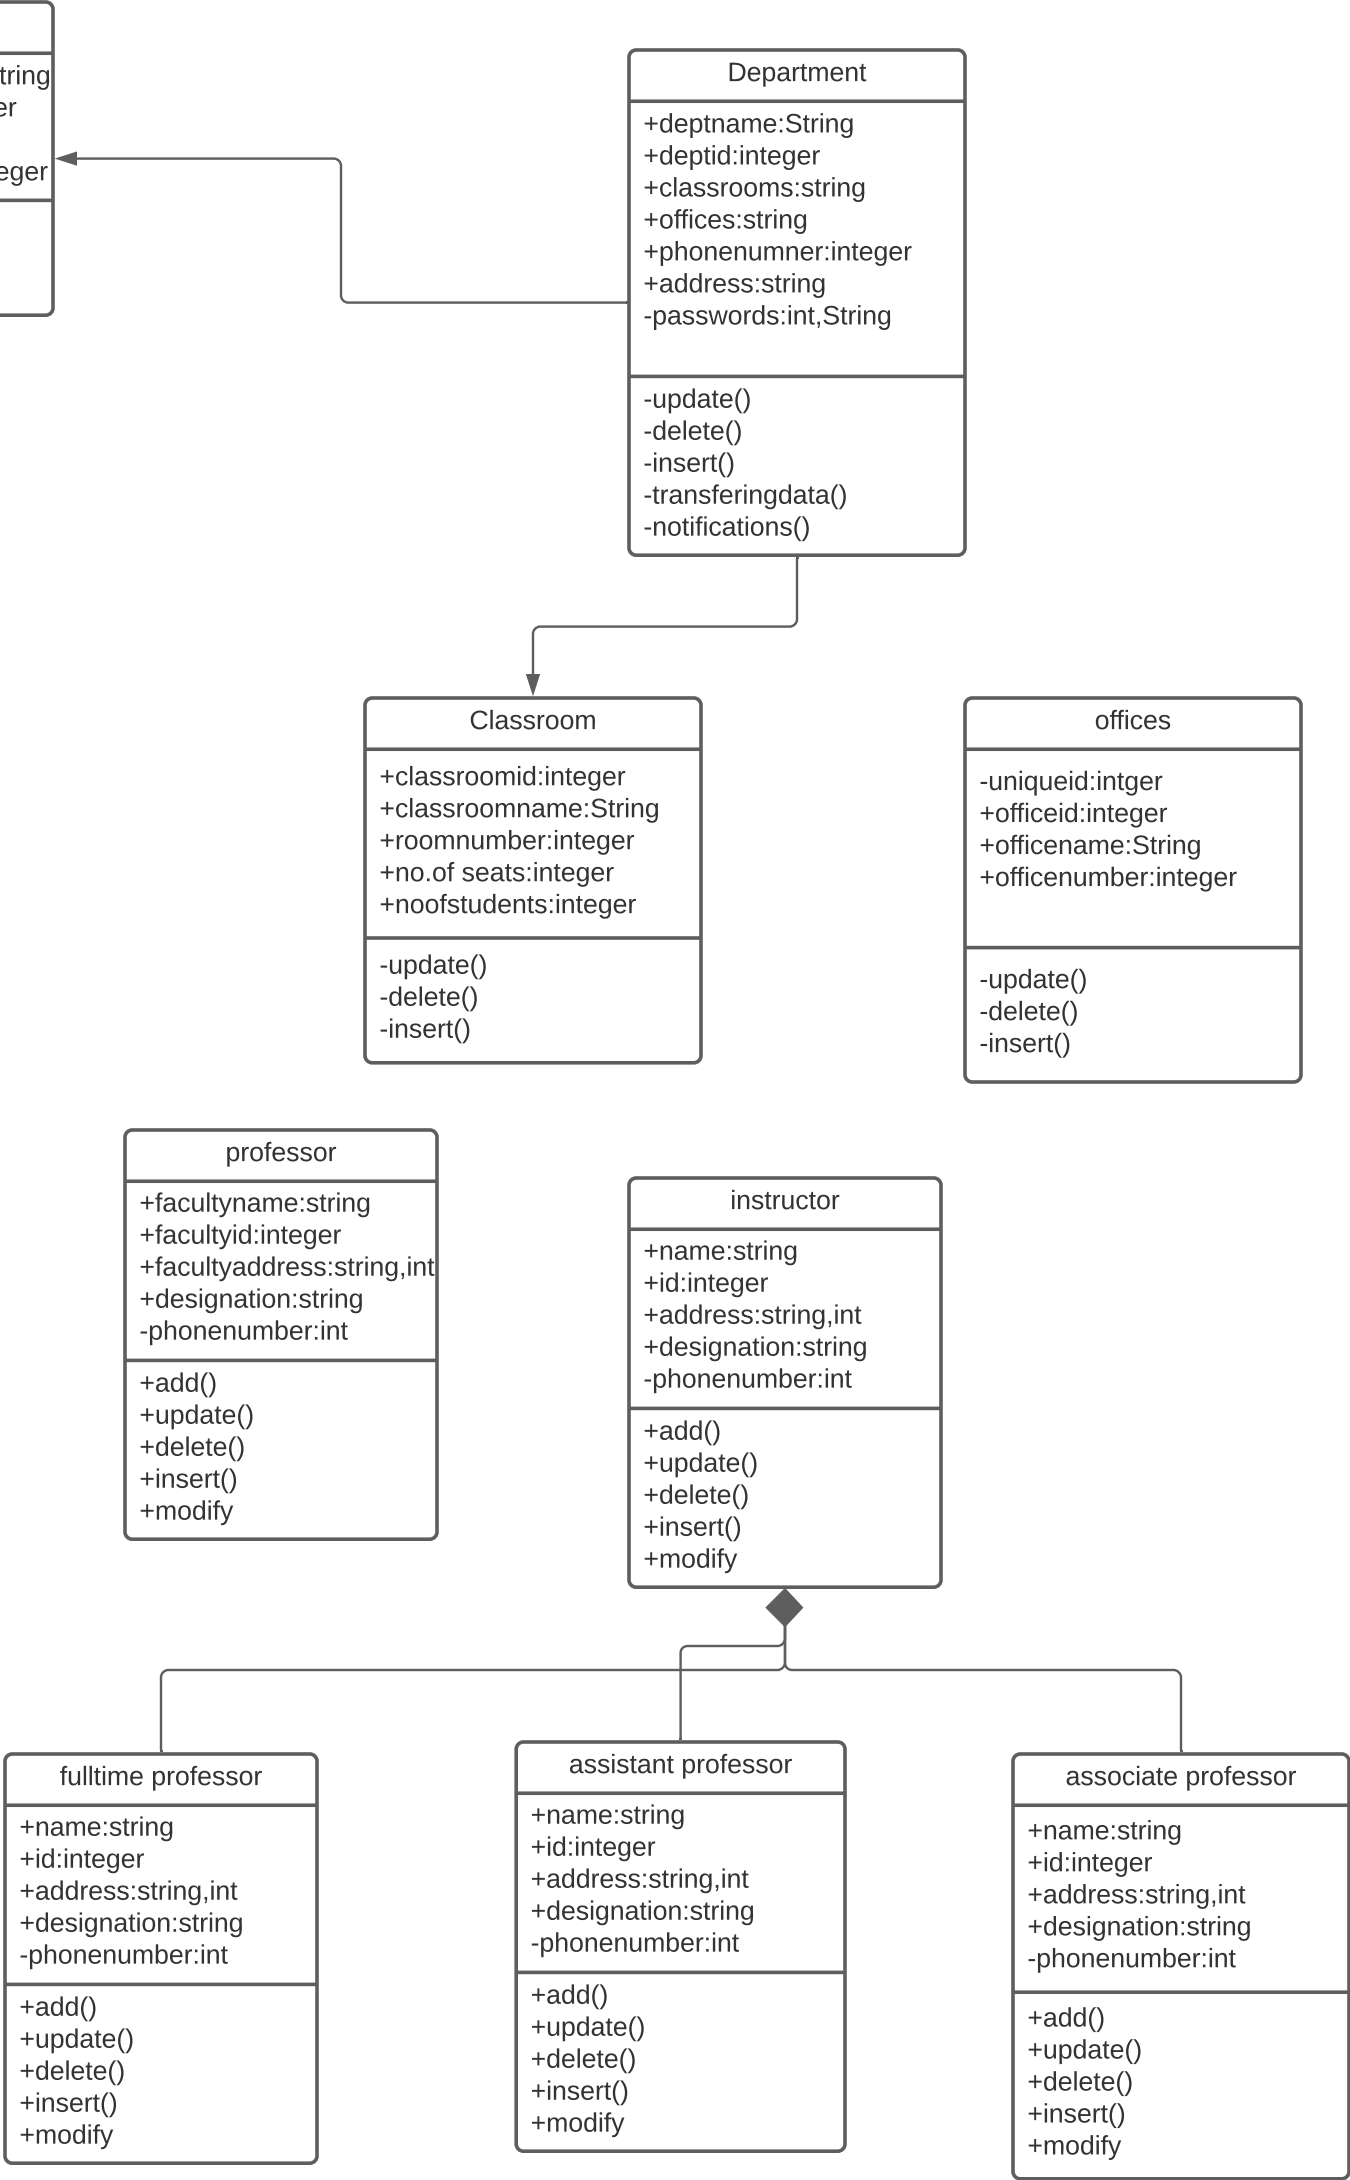 Department
+deptname:String
+deptid:integer
+classrooms:string
+offices:string
+phonenumner:integer
+address:string
-passwords:int,String
-update()
-delete()
-insert()
-transferingdata()
-notifications()
Classroom
+classroomid:integer
+classroomname:String
+roomnumber:integer
+no.of seats:integer
+noofstudents:integer
-update()
-delete()
-insert()
offices
-uniqueid:intger
+officeid:integer
+officename:String
+officenumber:integer
-update()
-delete()
-insert()
professor
+facultyname:string
+facultyid:integer
+facultyaddress:string,int
+designation:string
-phonenumber:int
+add()
+update()
+delete()
+insert()
+modify
instructor
+name:string
+id:integer
+address:string,int
+designation:string
-phonenumber:int
+add()
+update()
+delete()
+insert()
+modify
fulltime professor
+name:string
+id:integer
+address:string,int
+designation:string
-phonenumber:int
+add()
+update()
+delete()
+insert()
+modify
assistant professor
+name:string
+id:integer
+address:string,int
+designation:string
-phonenumber:int
+add()
+update()
+delete()
+insert()
+modify
associate professor
+name:string
+id:integer
+address:string,int
+designation:string
-phonenumber:int
+add()
+update()
+delete()
+insert()
+modify